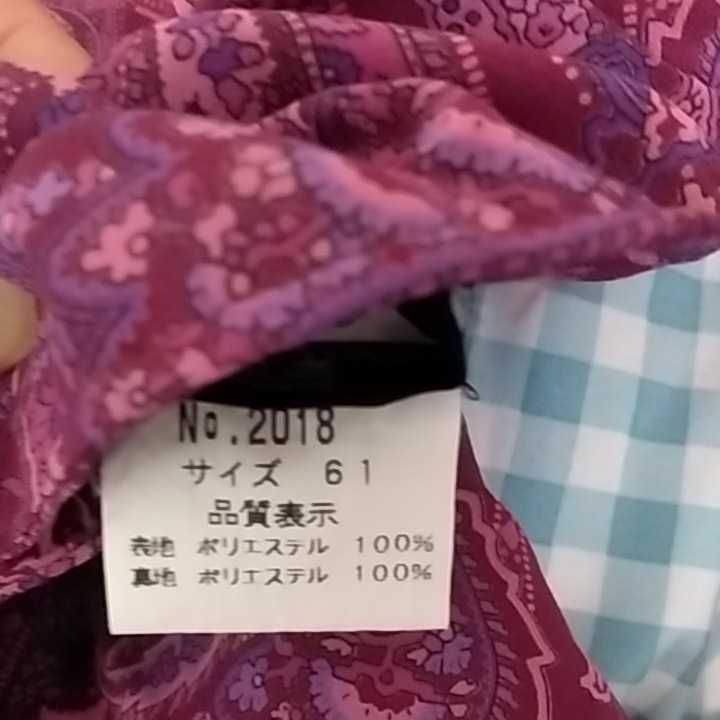 No.2018
サイズ 61
品質表示
表地 ポリエステル 100%
裏地 ポリエステル 100%